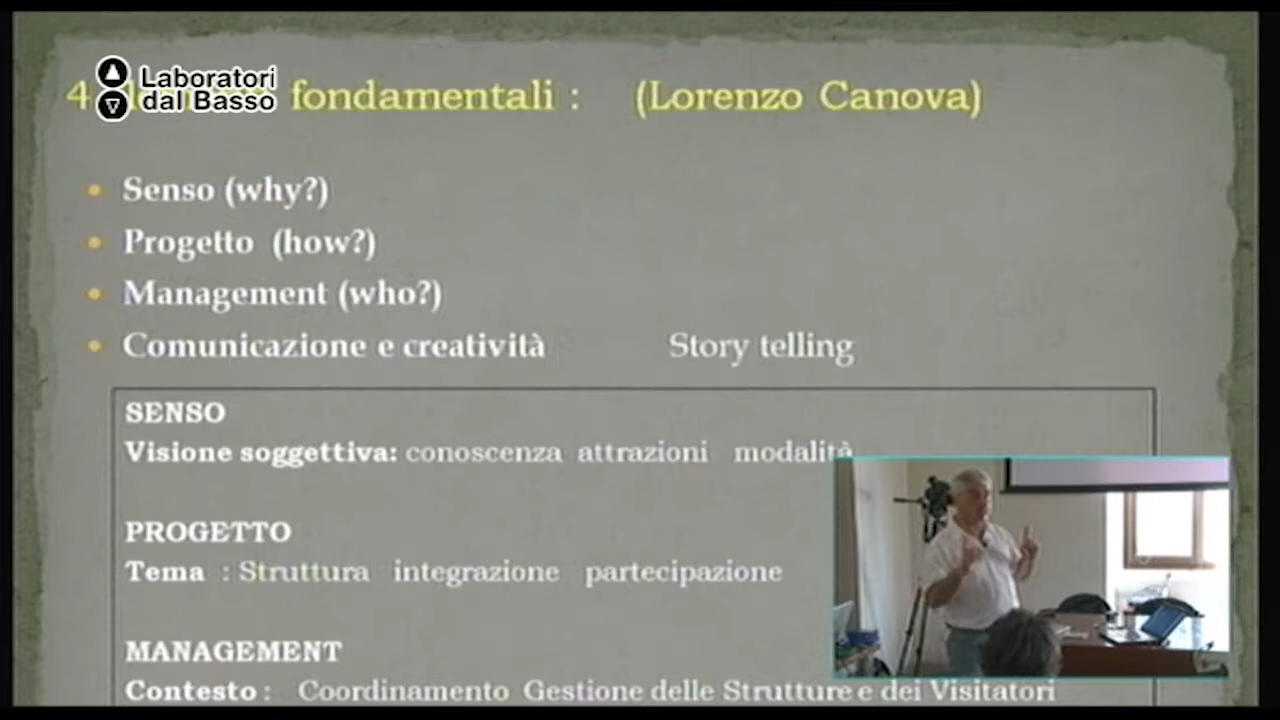 Laboratori
dal Basso
4 fondamentali : (Lorenzo Canova)
Senso (why?)
Progetto (how?)
Management (who?)
Comunicazione e creatività Story telling
SENSO
Visione soggettiva: conoscenza attrazioni modalità
PROGETTO
Tema : Struttura integrazione partecipazione
MANAGEMENT
Contesto : Coordinamento Gestione delle Strutture e dei Visitatori